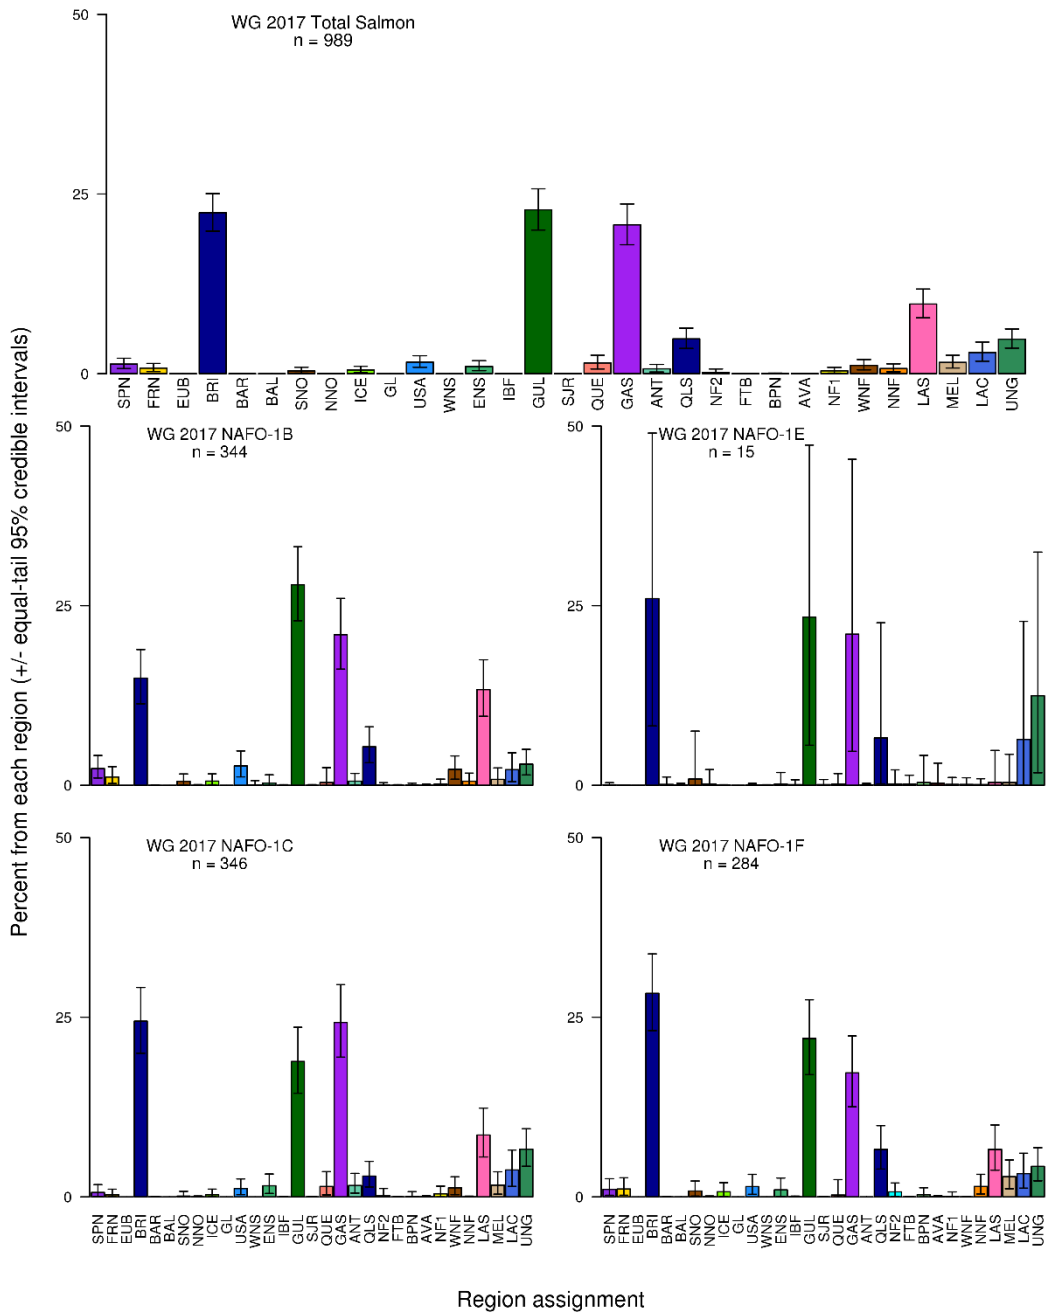 WG 2017 Total Salmon
n = 989
50
25
0
SPN FRN EUB BRI BAR BAL SNO NNO ICE GL USA WNS ENS IBF GUL SJR QUE GAS ANT QLS NF2 FTB BPN AVA NF1 WNF NNF LAS MEL LAC UNG
Percent from each region (+/- equal-tail 95% credible intervals)
WG 2017 NAFO-1B
n = 344
50
25
0
WG 2017 NAFO-1E
n = 15
50
25
0
WG 2017 NAFO-1C
n = 346
50
25
0
SPN FRN EUB BRI BAR BAL SNO NNO ICE GL USA WNS ENS IBF GUL SJR QUE GAS ANT QLS NF2 FTB BPN AVA NF1 WNF NNF LAS MEL LAC UNG
WG 2017 NAFO-1F
n = 284
50
25
0
SPN FRN EUB BRI BAR BAL SNO NNO ICE GL USA WNS ENS IBF GUL SJR QUE GAS ANT QLS NF2 FTB BPN AVA NF1 WNF NNF LAS MEL LAC UNG
Region assignment